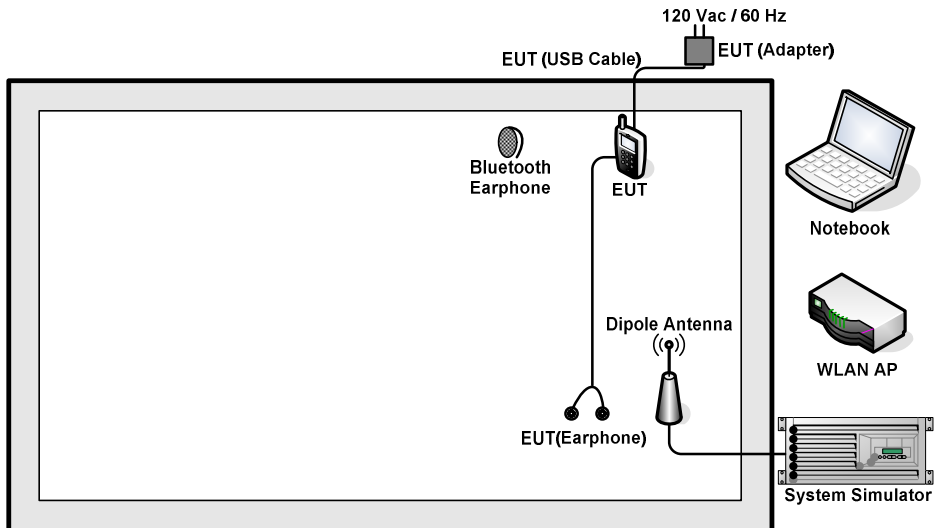 120 Vac / 60 Hz
EUT (USB Cable)
EUT (Adapter)
Bluetooth
Earphone
EUT
Notebook
Dipole Antenna
WLAN AP
EUT(Earphone)
System Simulator